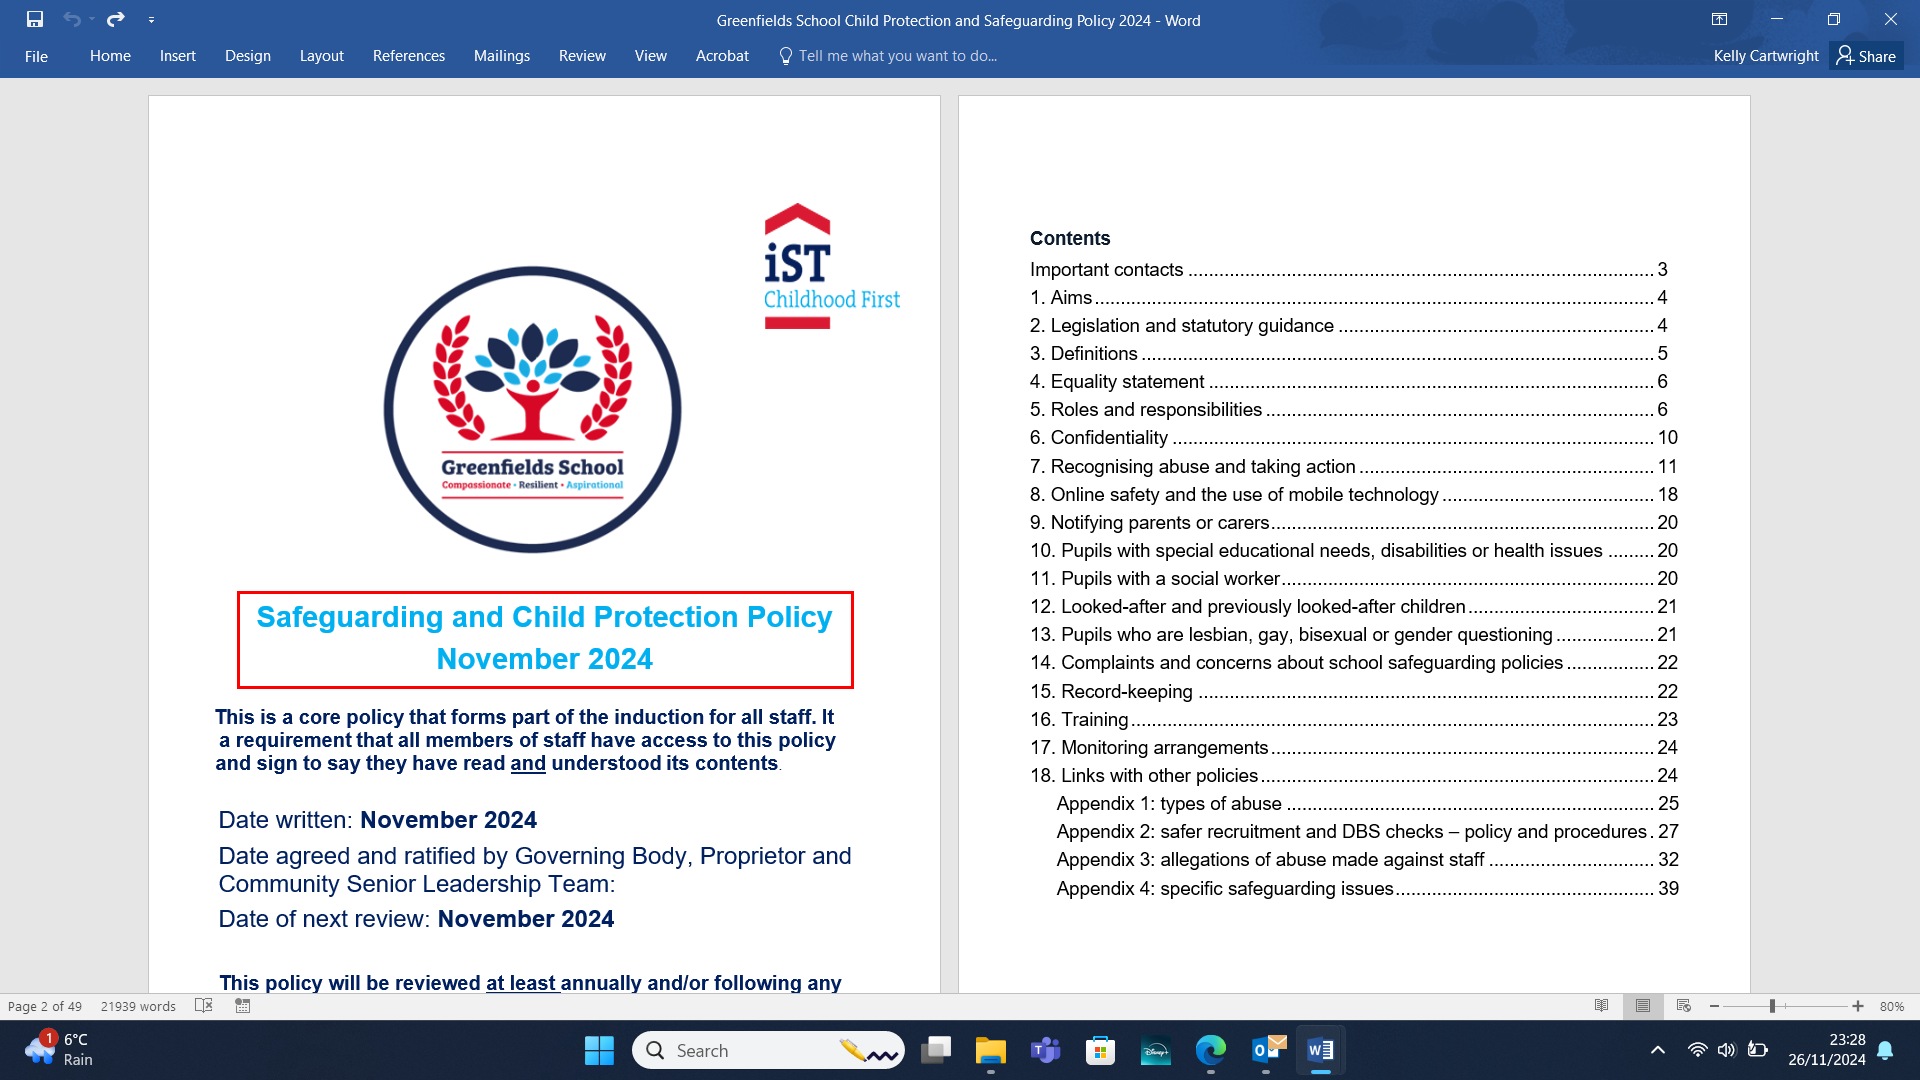 Greenfields School Child Protection and Safeguarding Policy 2024 - Word
File Home Insert Design Layout References Mailings Review View Acrobat Tell me what you want to do... Kelly Cartwright Share
iST
Childhood First
Greenfields School
Compassionate • Resilient • Aspirational
Safeguarding and Child Protection Policy
November 2024
This is a core policy that forms part of the induction for all staff. It
a requirement that all members of staff have access to this policy
and sign to say they have read and understood its contents.
Date written: November 2024
Date agreed and ratified by Governing Body, Proprietor and
Community Senior Leadership Team:
Date of next review: November 2024
This policy will be reviewed at least annually and/or following any
Contents
Important contacts ........ 3
1. Aims ........ 4
2. Legislation and statutory guidance ........ 4
3. Definitions ........ 5
4. Equality statement ........ 6
5. Roles and responsibilities ........ 6
6. Confidentiality ........ 10
7. Recognising abuse and taking action ........ 11
8. Online safety and the use of mobile technology ........ 18
9. Notifying parents or carers ........ 20
10. Pupils with special educational needs, disabilities or health issues ........ 20
11. Pupils with a social worker ........ 20
12. Looked-after and previously looked-after children ........ 21
13. Pupils who are lesbian, gay, bisexual or gender questioning ........ 21
14. Complaints and concerns about school safeguarding policies ........ 22
15. Record-keeping ........ 22
16. Training ........ 23
17. Monitoring arrangements ........ 24
18. Links with other policies ........ 24
Appendix 1: types of abuse ........ 25
Appendix 2: safer recruitment and DBS checks – policy and procedures . 27
Appendix 3: allegations of abuse made against staff ........ 32
Appendix 4: specific safeguarding issues ........ 39
Page 2 of 49 21939 words 80%
1
6°C
Rain
Search
Disney+
23:28
26/11/2024